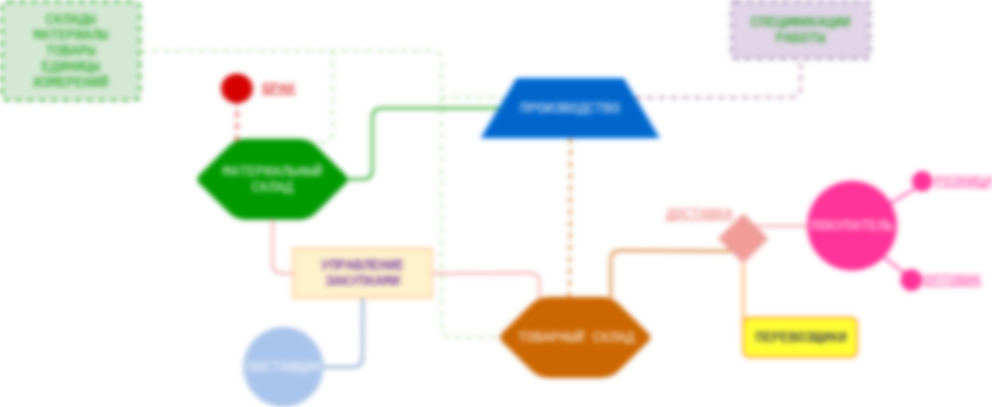 СКЛАДЫ
МАТЕРИАЛЫ
ТОВАРЫ
ЕДИНИЦЫ
ИЗМЕРЕНИЙ
СПЕЦИФИКАЦИИ
РАБОТЫ
БРАК
ПРОИЗВОДСТВО
МАТЕРИАЛЬНЫЙ
СКЛАД
РОЗНИЦА
ДОСТАВКА
ПОКУПАТЕЛЬ
УПРАВЛЕНИЕ
ЗАКУПКАМИ
ОПТОВИК
ТОВАРНЫЙ СКЛАД
ПЕРЕВОЗЩИКИ
ПОСТАВЩИК